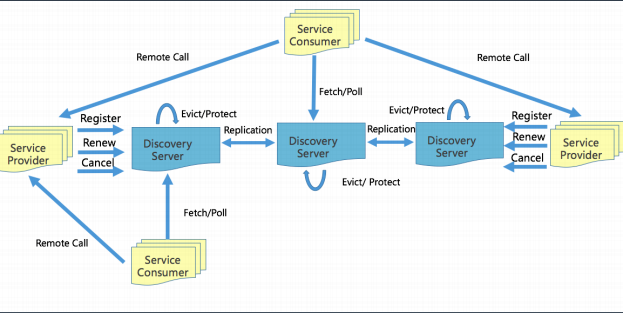 Service
Consumer
Remote Call
Remote Call
Fetch/Poll
Service
Provider
Register
Renew
Cancel
Evict/Protect
Discovery
Server
Replication
Discovery
Server
Evict/ Protect
Replication
Evict/Protect
Discovery
Server
Register
Renew
Cancel
Service
Provider
Fetch/Poll
Remote Call
Service
Consumer